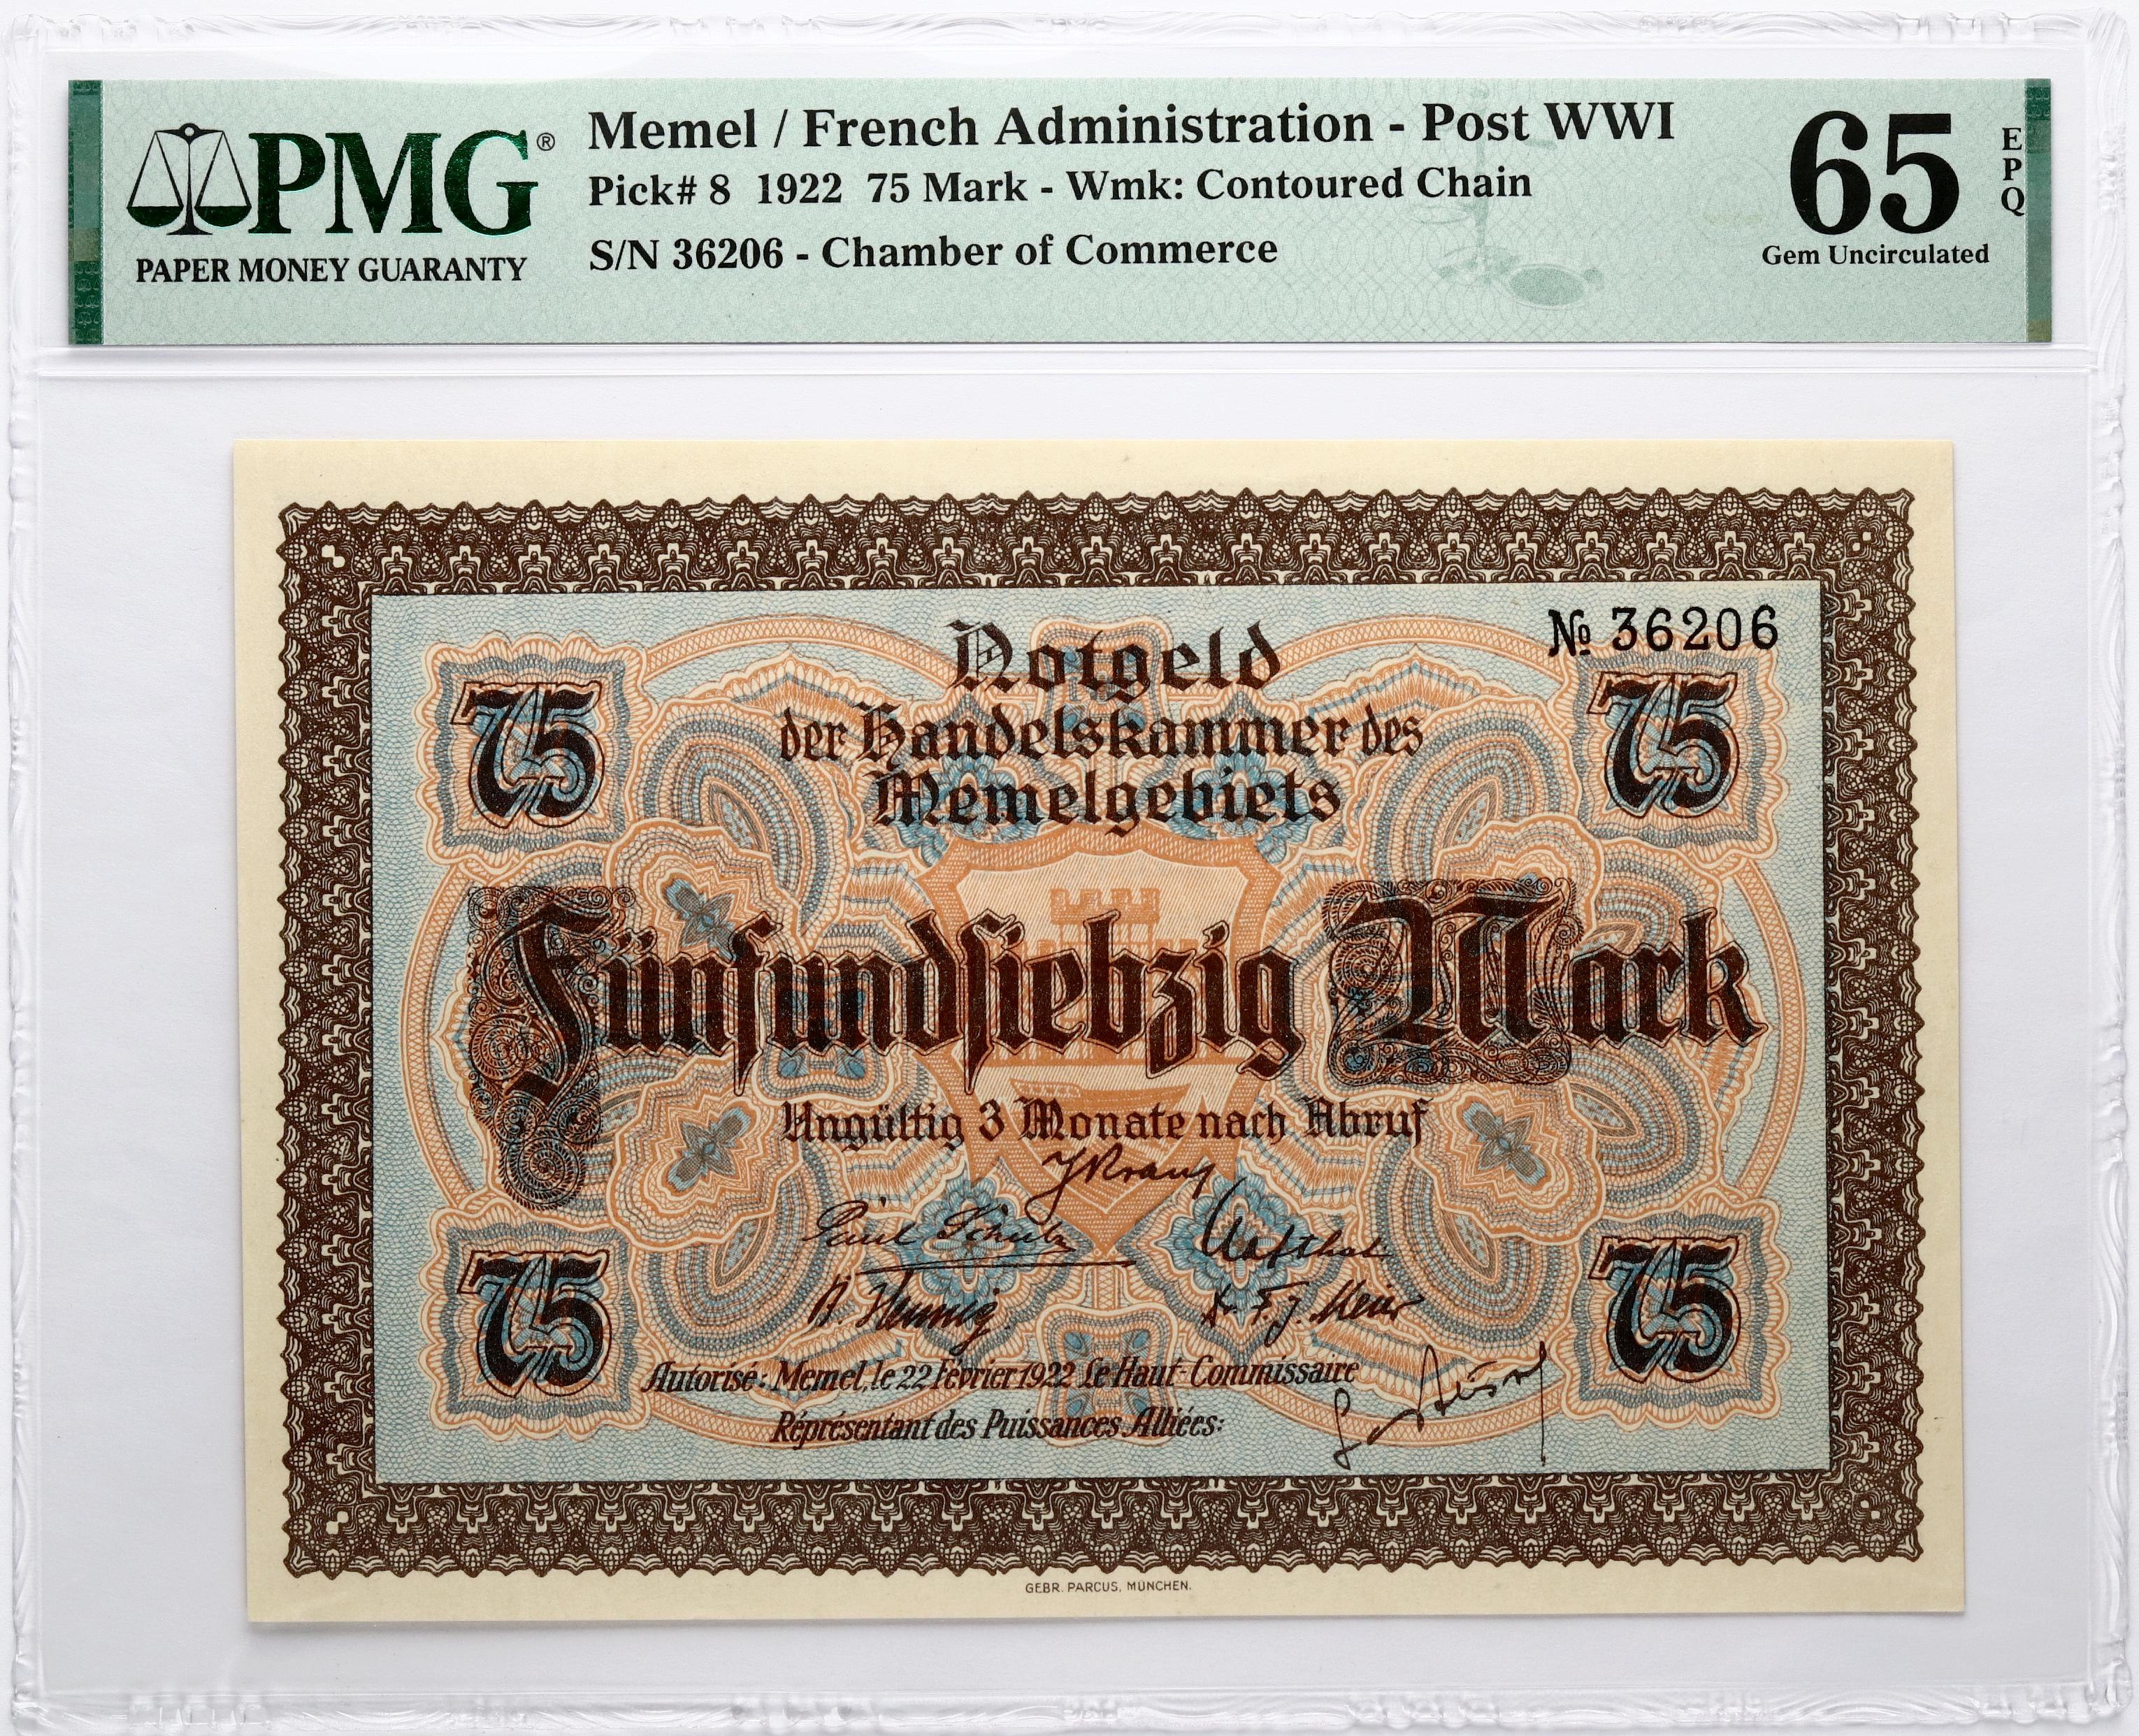 PMG®
PAPER MONEY GUARANTY
Memel / French Administration - Post WWI
Pick# 8 1922 75 Mark - Wmk: Contoured Chain
S/N 36206 - Chamber of Commerce
65 EPQ
Gem Uncirculated
№ 36206
75
75
Notgeld
der Handelskammer des
Memelgebiets
Fünfundsiebzig Mark
Ungültig 3 Monate nach Abruf
B. Hennig
75
75
Autorisé: Memel, le 22 Février 1922 Le Haut-Commissaire
Réprésentant des Puissances Alliées:
GEBR. PARCUS, MÜNCHEN.